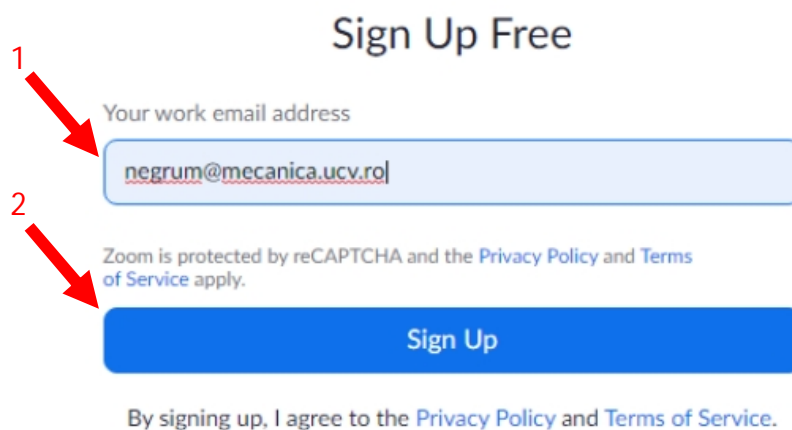 Sign Up Free
1
Your work email address
negrum@mecanica.ucv.ro
2
Zoom is protected by reCAPTCHA and the Privacy Policy and Terms
of Service apply.
Sign Up
By signing up, I agree to the Privacy Policy and Terms of Service.